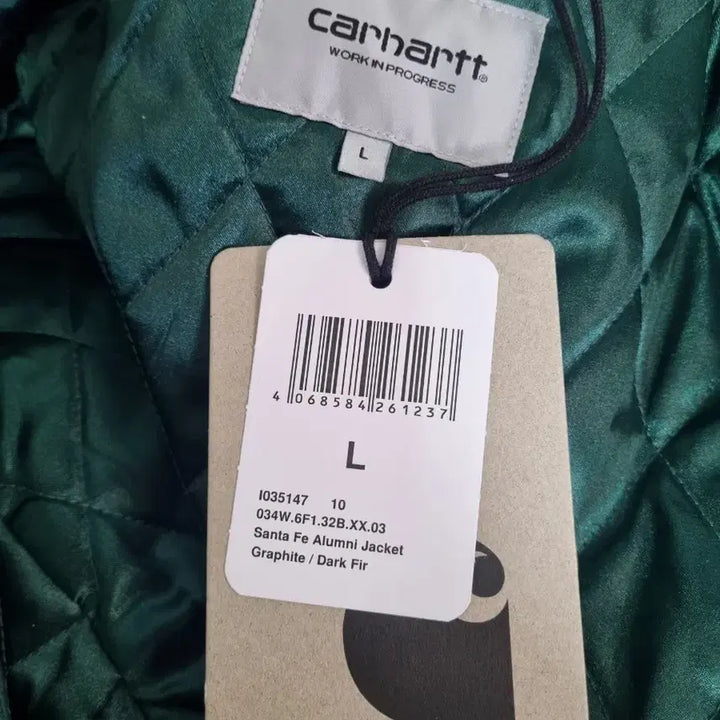 carhartt®
WORK IN PROGRESS
L
4 068584 261237
L
I035147 10
034W.6F1.32B.XX.03
Santa Fe Alumni Jacket
Graphite / Dark Fir